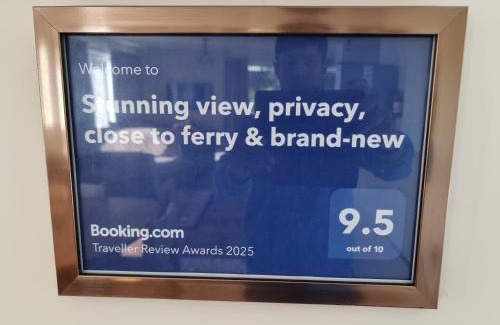 Welcome to
Stunning view, privacy,
close to ferry & brand-new
Booking.com
Traveller Review Awards 2025
9.5
out of 10